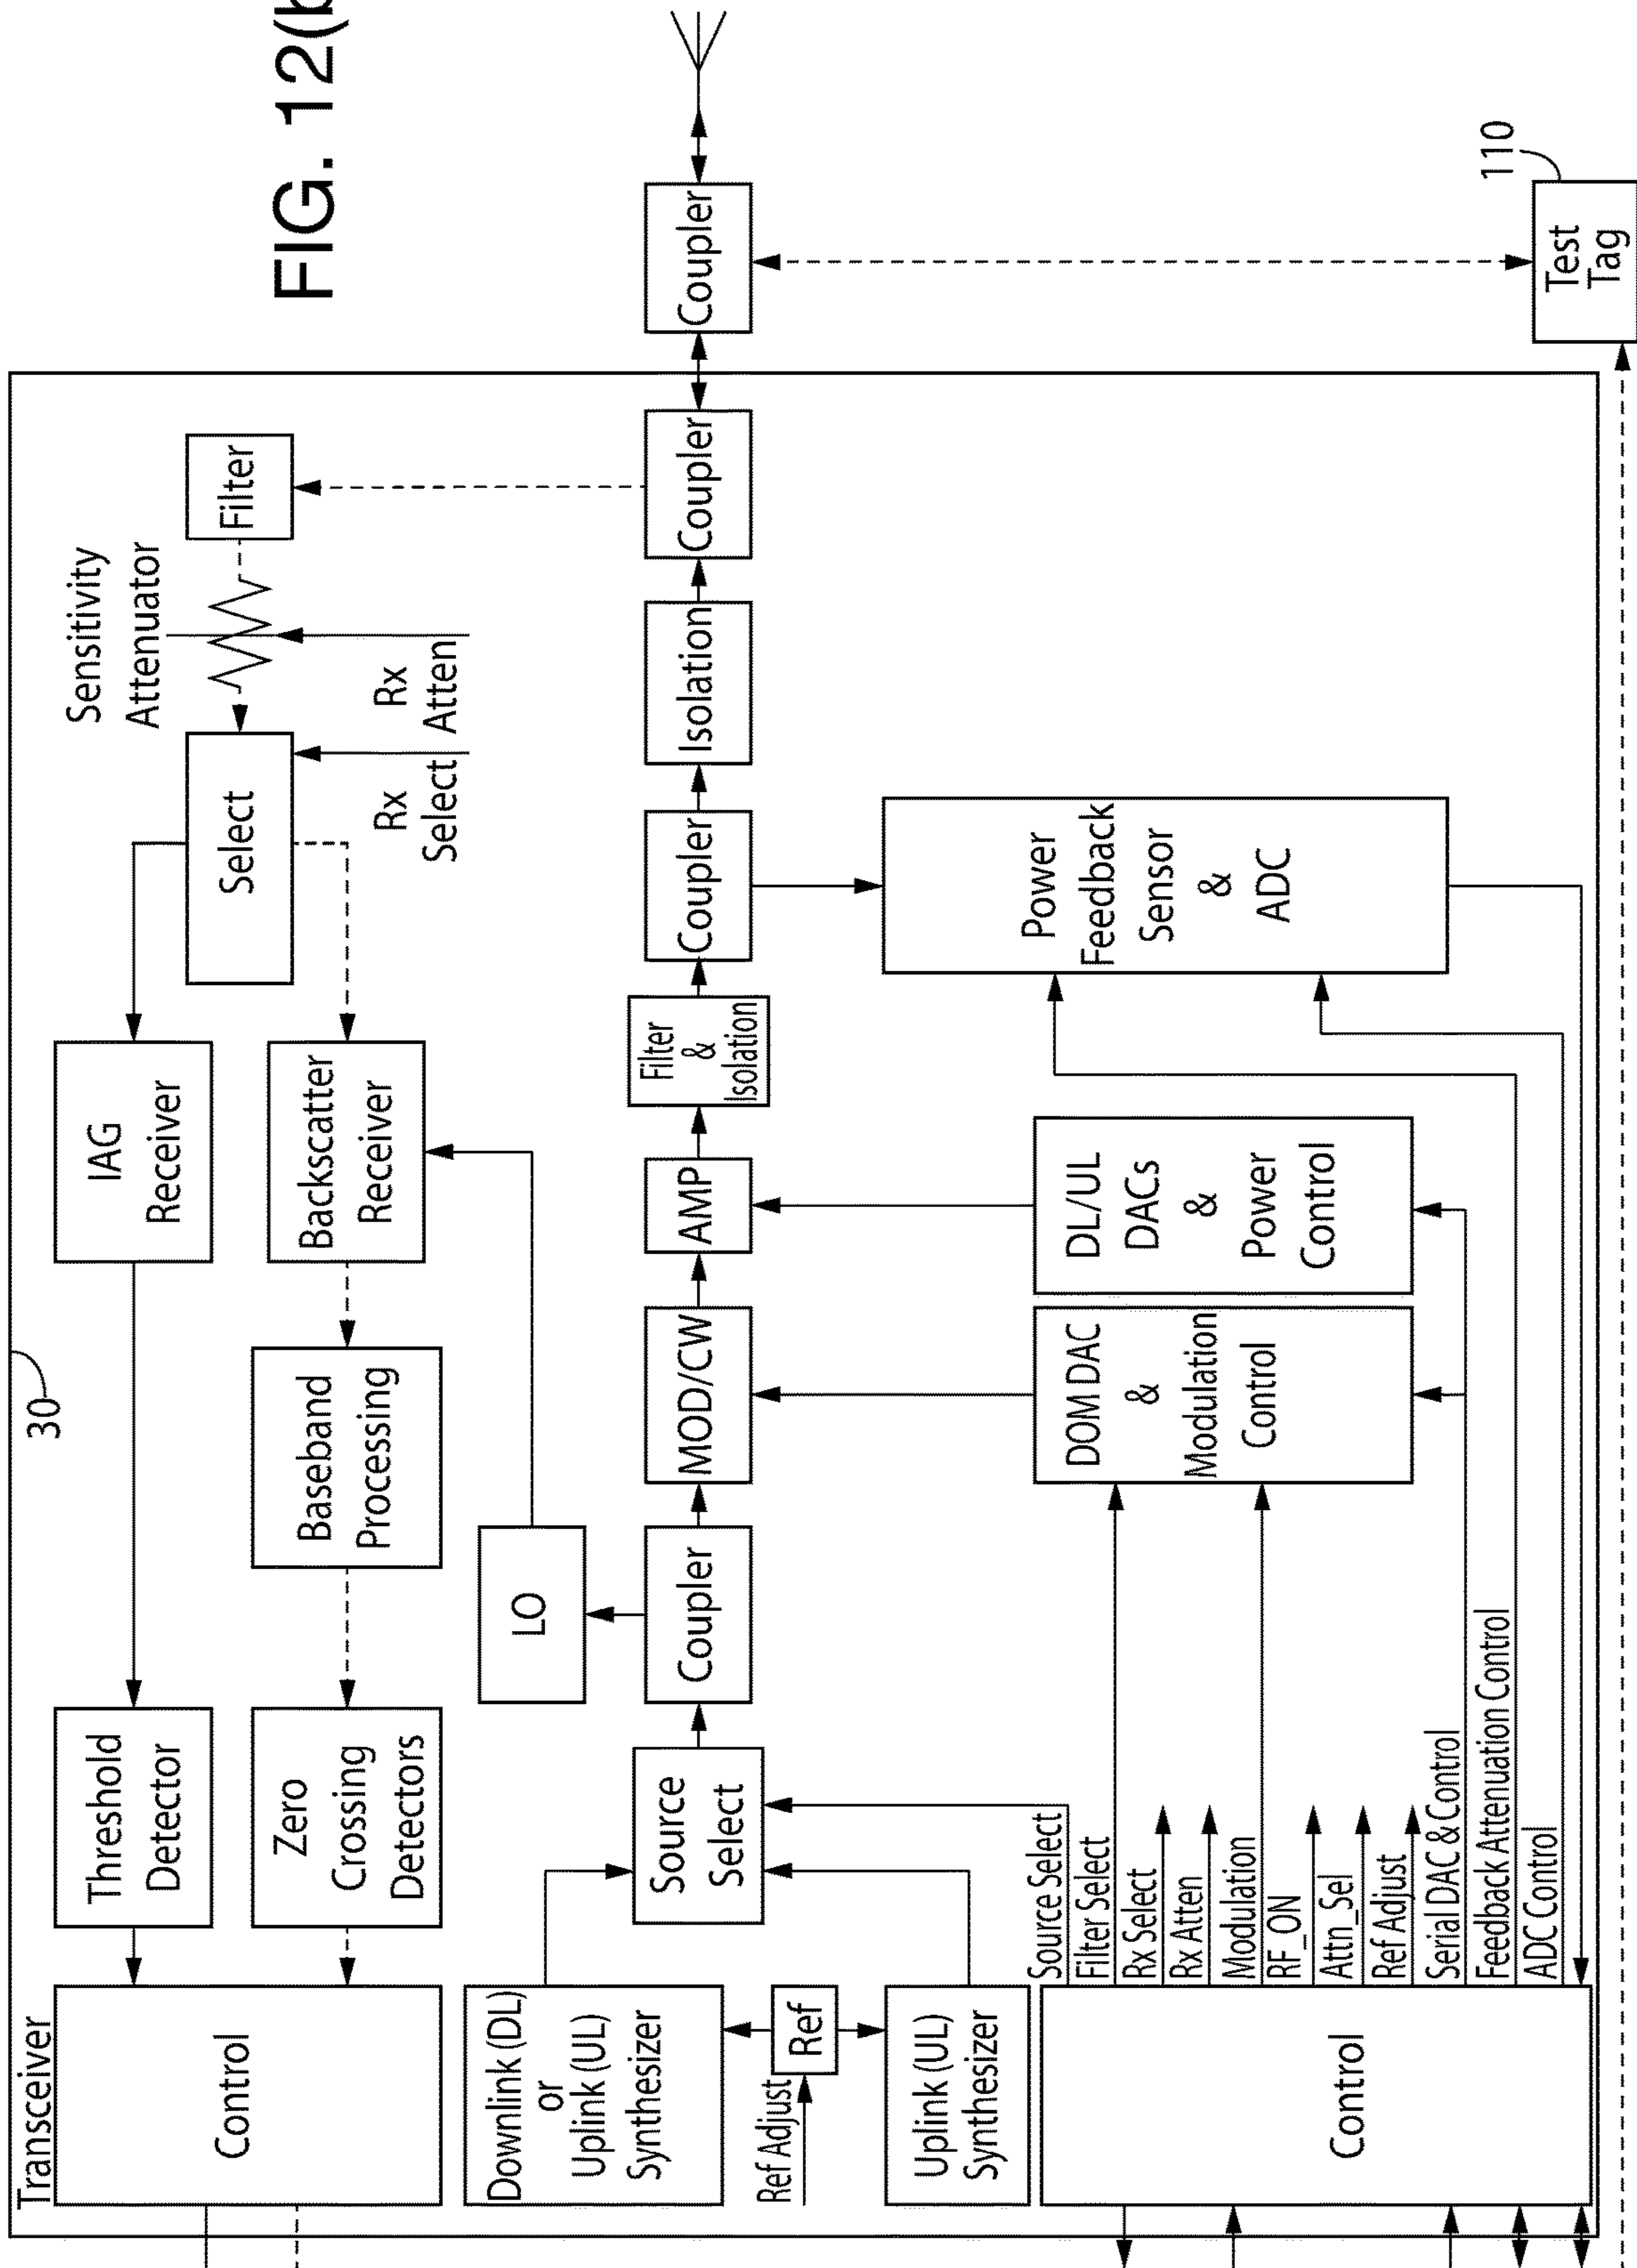 FIG. 12(b
Transceiver
30
Control
Threshold
Detector
IAG
Receiver
Select
Sensitivity
Attenuator
Filter
Zero
Crossing
Detectors
Baseband
Processing
Backscatter
Receiver
Rx
Select
Rx
Atten
LO
Downlink (DL)
or
Uplink (UL)
Synthesizer
Ref Adjust
Ref
Uplink (UL)
Synthesizer
Source
Select
Coupler
MOD/CW
AMP
Filter
&
Isolation
Coupler
Isolation
Coupler
Coupler
Control
Source Select
Filter Select
Rx Select
Rx Atten
Modulation
RF_ON
Attn_Sel
Ref Adjust
Serial DAC & Control
Feedback Attenuation Control
ADC Control
DOM DAC
&
Modulation
Control
DL/UL
DACs
&
Power
Control
Power
Feedback
Sensor
&
ADC
110
Test
Tag